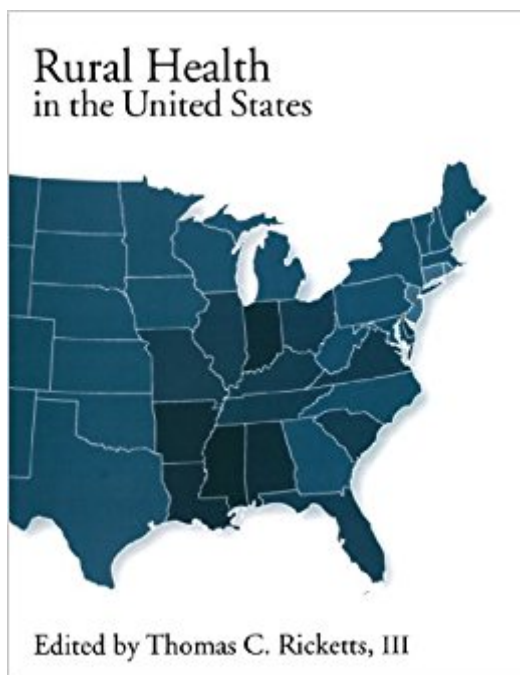 Rural Health
in the United States
Edited by Thomas C. Ricketts, III